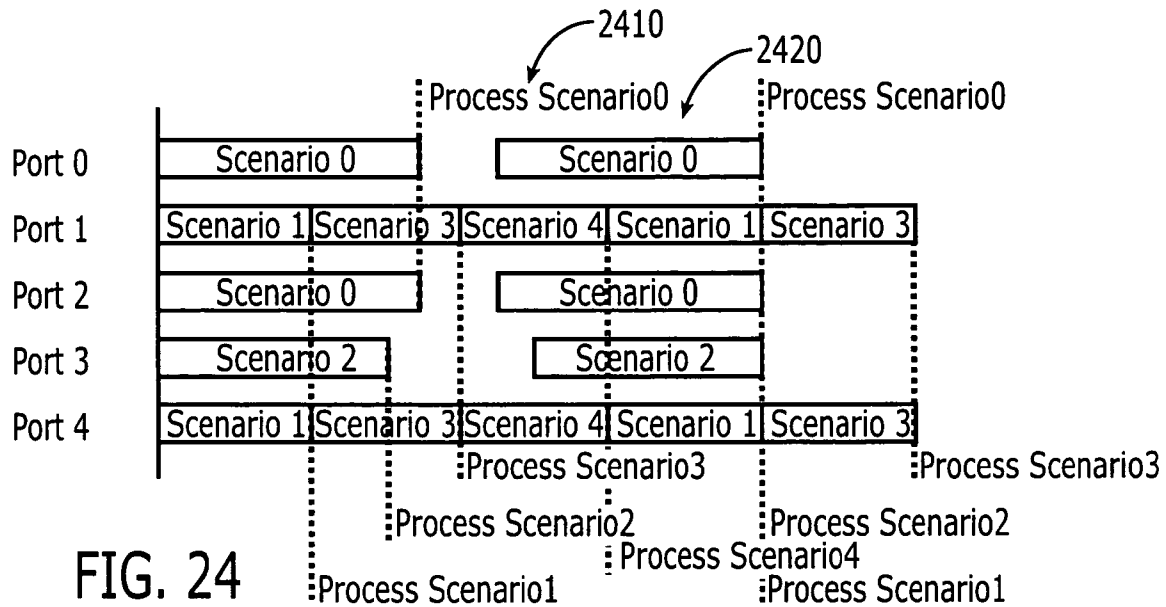 2410
2420
Process Scenario0 Process Scenario0
Port 0 Scenario 0 Scenario 0
Port 1 Scenario 1 Scenario 3 Scenario 4 Scenario 1 Scenario 3
Port 2 Scenario 0 Scenario 0
Port 3 Scenario 2 Scenario 2
Port 4 Scenario 1 Scenario 3 Scenario 4 Scenario 1 Scenario 3
Process Scenario3 Process Scenario3
Process Scenario2 Process Scenario2
Process Scenario4
FIG. 24 Process Scenario1 Process Scenario1